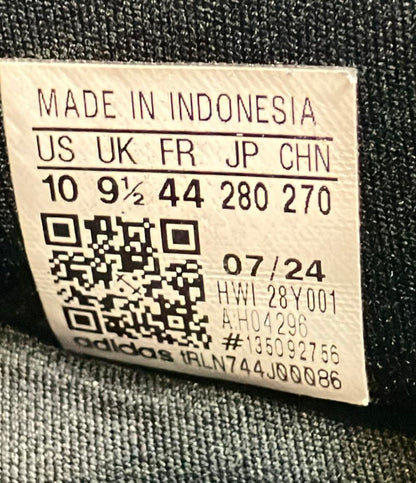 MADE IN INDONESIA
US UK FR JP CHN
10 9½ 44 280 270
07/24
HWI 28Y001
A.H04296
#135092756
adidas tRLN744J00086